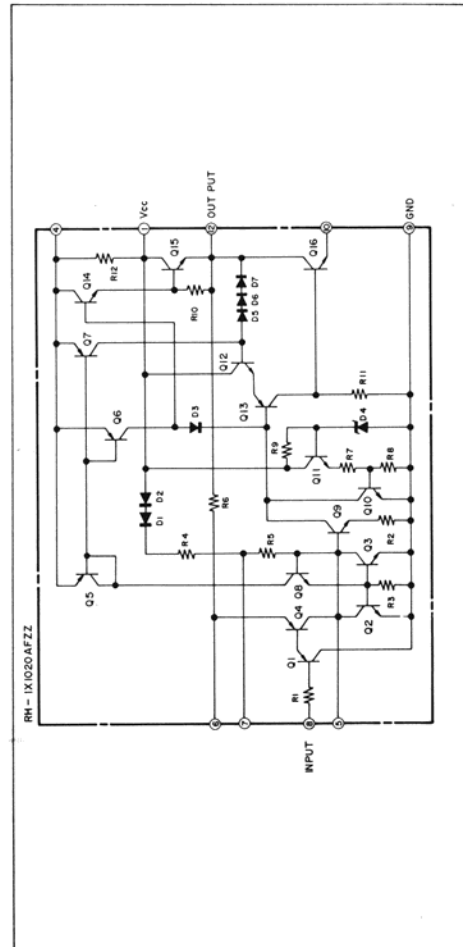 RH-IX1020AFZZ
4
Q7
Q14
Q5
Q6
R12
1 Vcc
D1 D2
Q15
R4
D3
R10
6
R6
12 OUT PUT
Q12
D5 D6 D7
7
Q13
R5
Q4
Q8
R9
Q1
Q16
INPUT 8
R1
Q11
10
5
Q9
R7
D4
R11
Q2
Q3
Q10
R3
R2
R8
9 GND